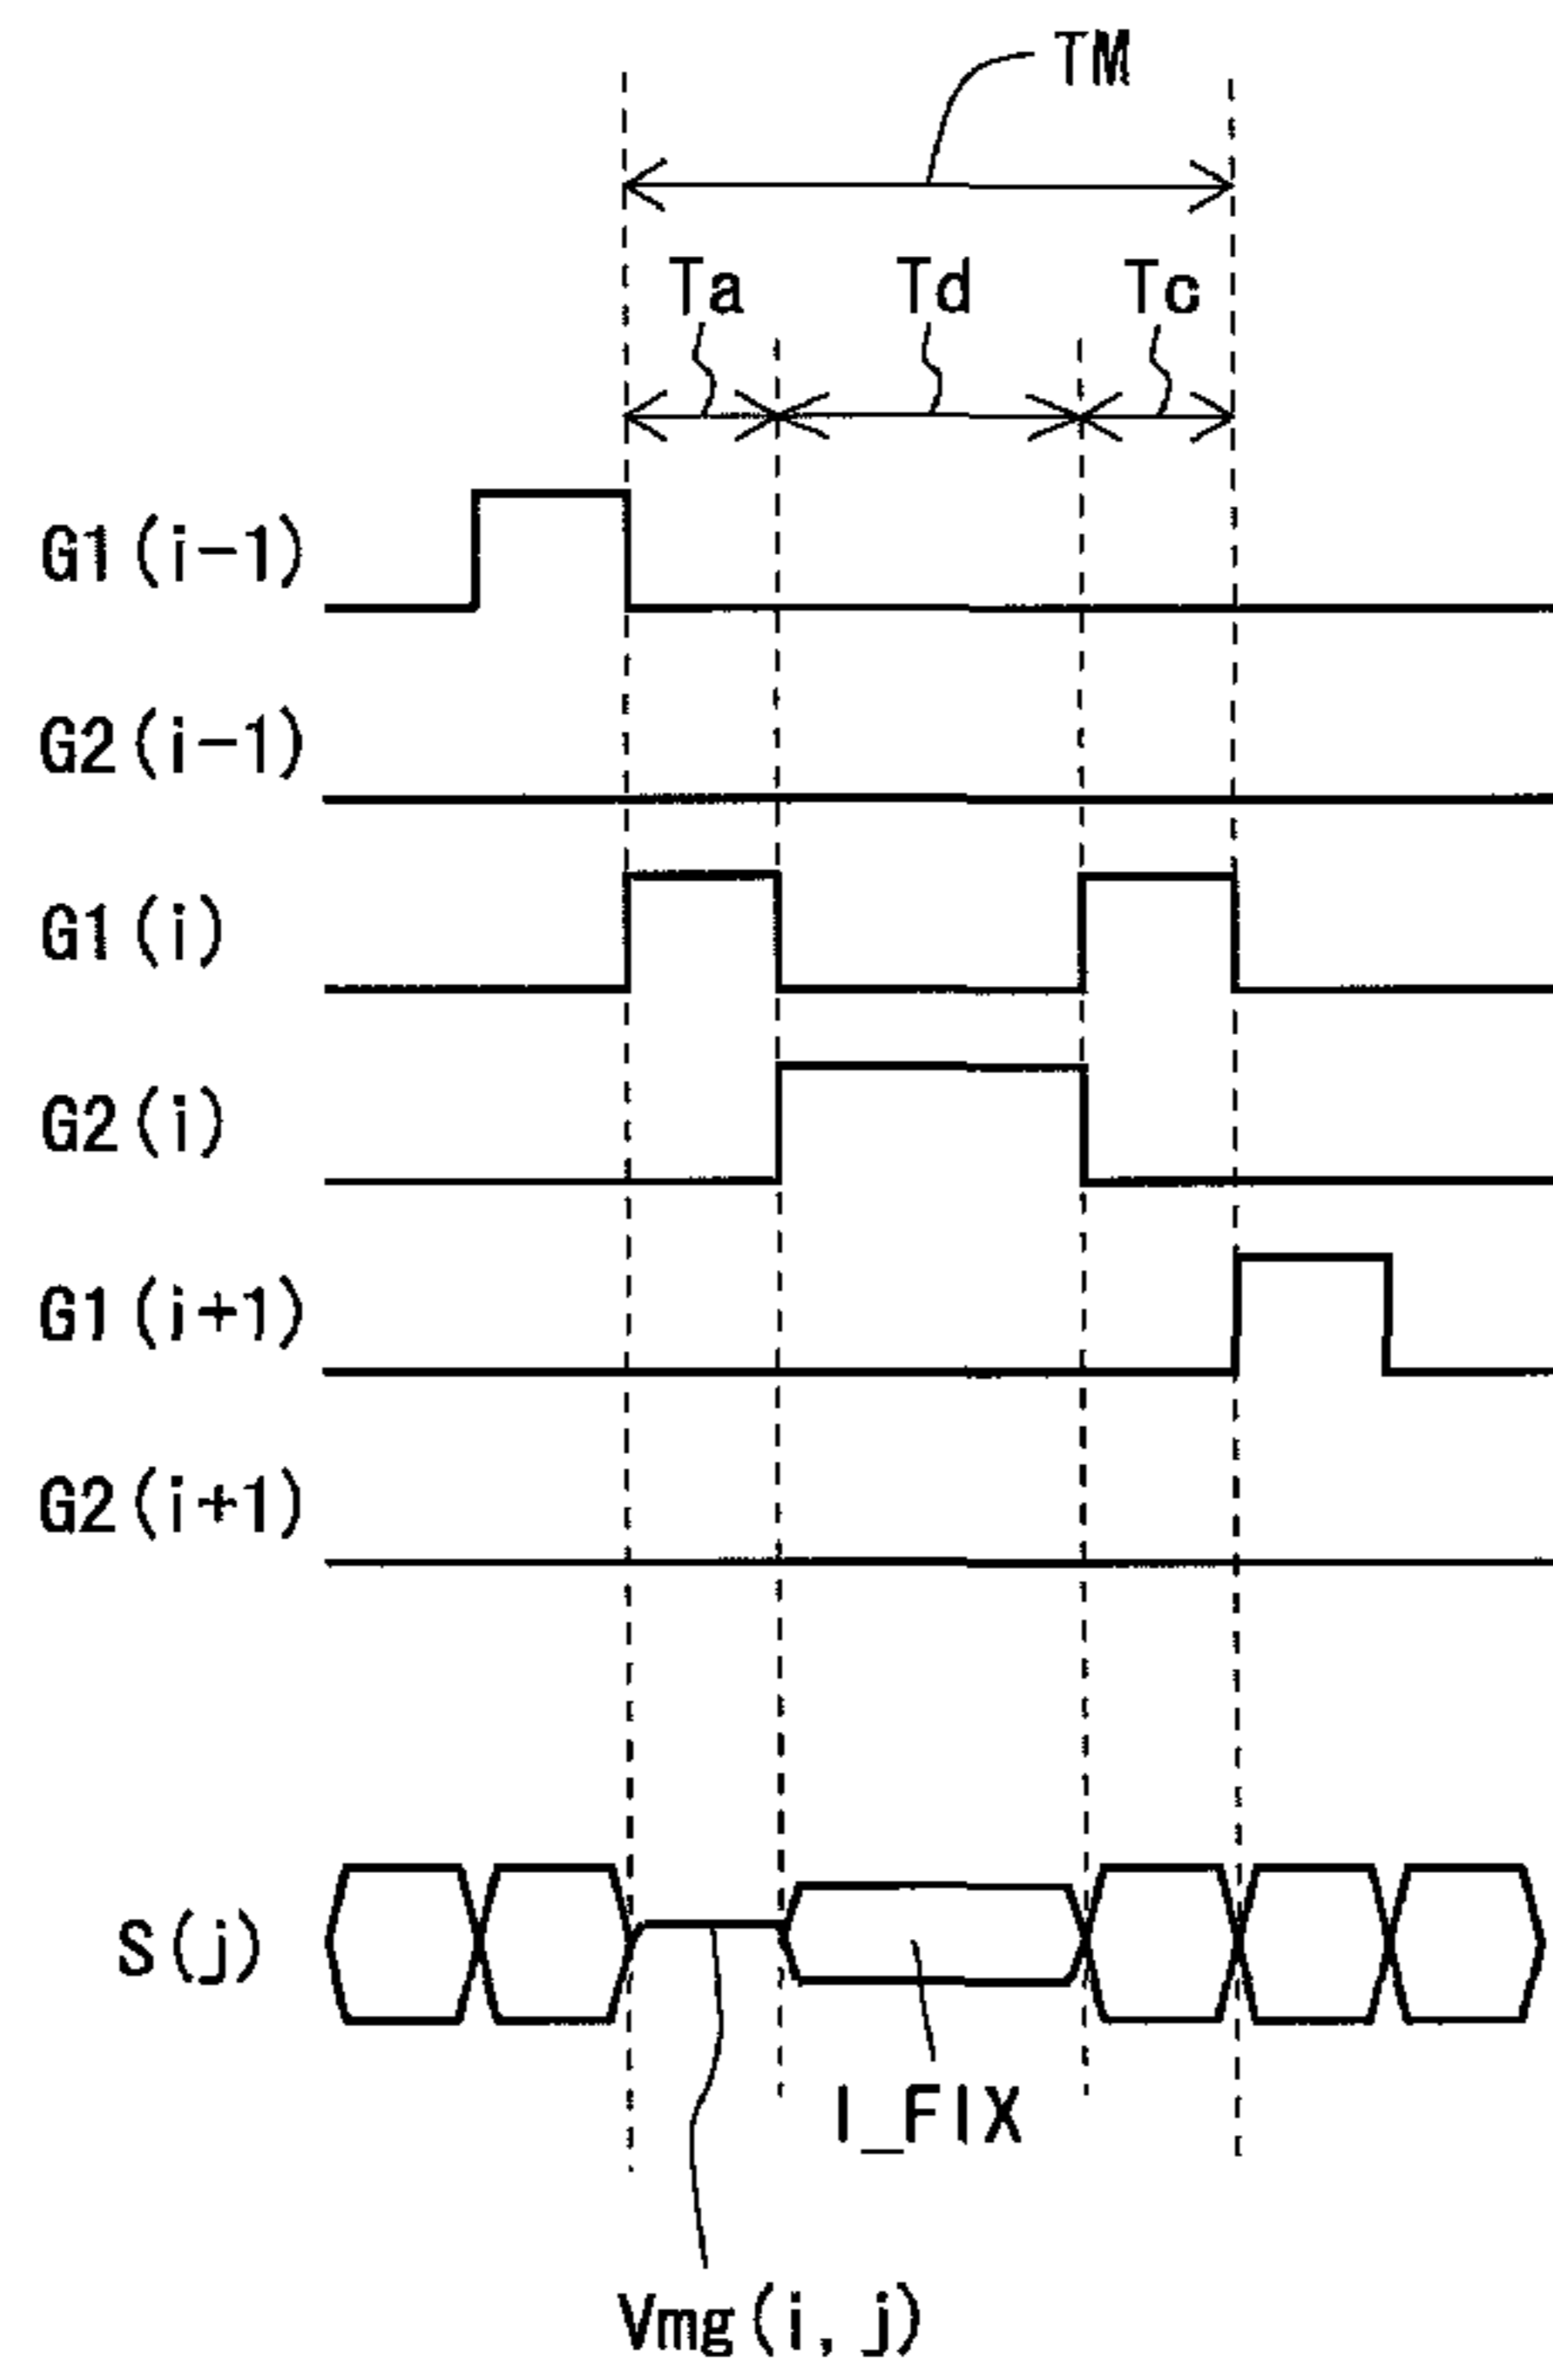 TM
Ta Td Tc
G1(i-1)
G2(i-1)
G1(i)
G2(i)
G1(i+1)
G2(i+1)
S(j)
I_FIX
Vmg(i,j)